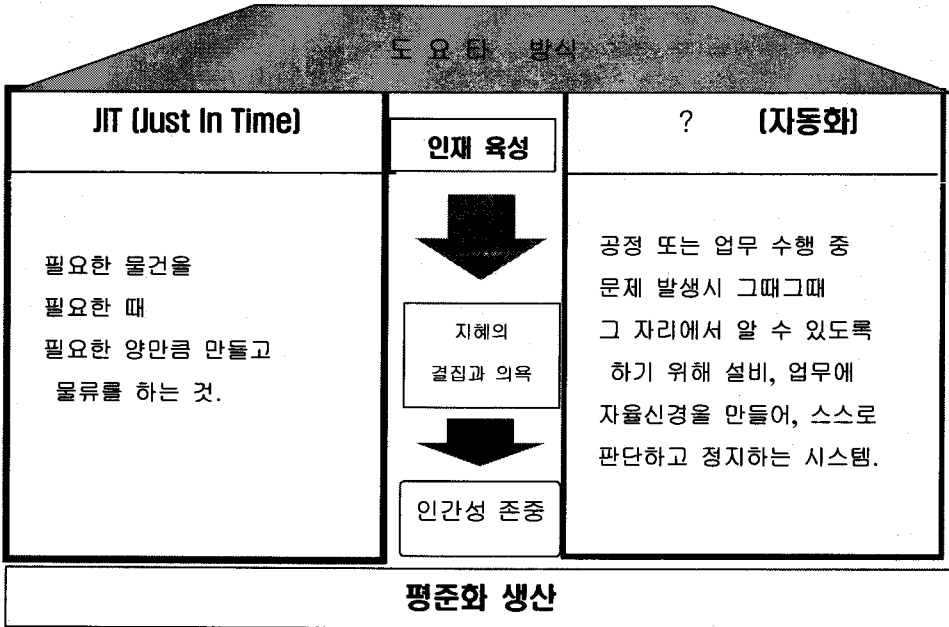 도 요 타 방식
JIT (Just In Time)
필요한 물건을
필요한 때
필요한 양만큼 만들고
물류를 하는 것.
인재 육성
지혜의
결집과 의욕
인간성 존중
? (자동화)
공정 또는 업무 수행 중
문제 발생시 그때그때
그 자리에서 알 수 있도록
하기 위해 설비, 업무에
자율신경을 만들어, 스스로
판단하고 정지하는 시스템.
평준화 생산